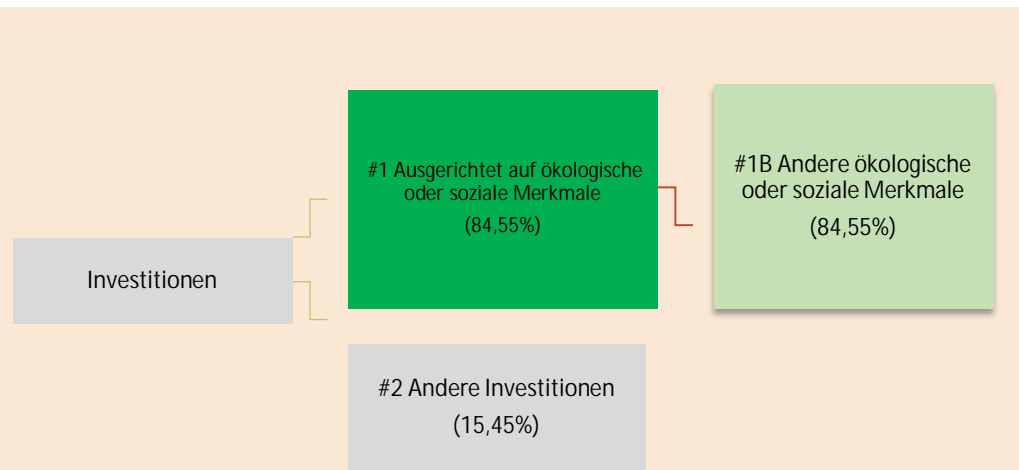 Investitionen
#1 Ausgerichtet auf ökologische
oder soziale Merkmale
(84,55%)
#1B Andere ökologische
oder soziale Merkmale
(84,55%)
#2 Andere Investitionen
(15,45%)